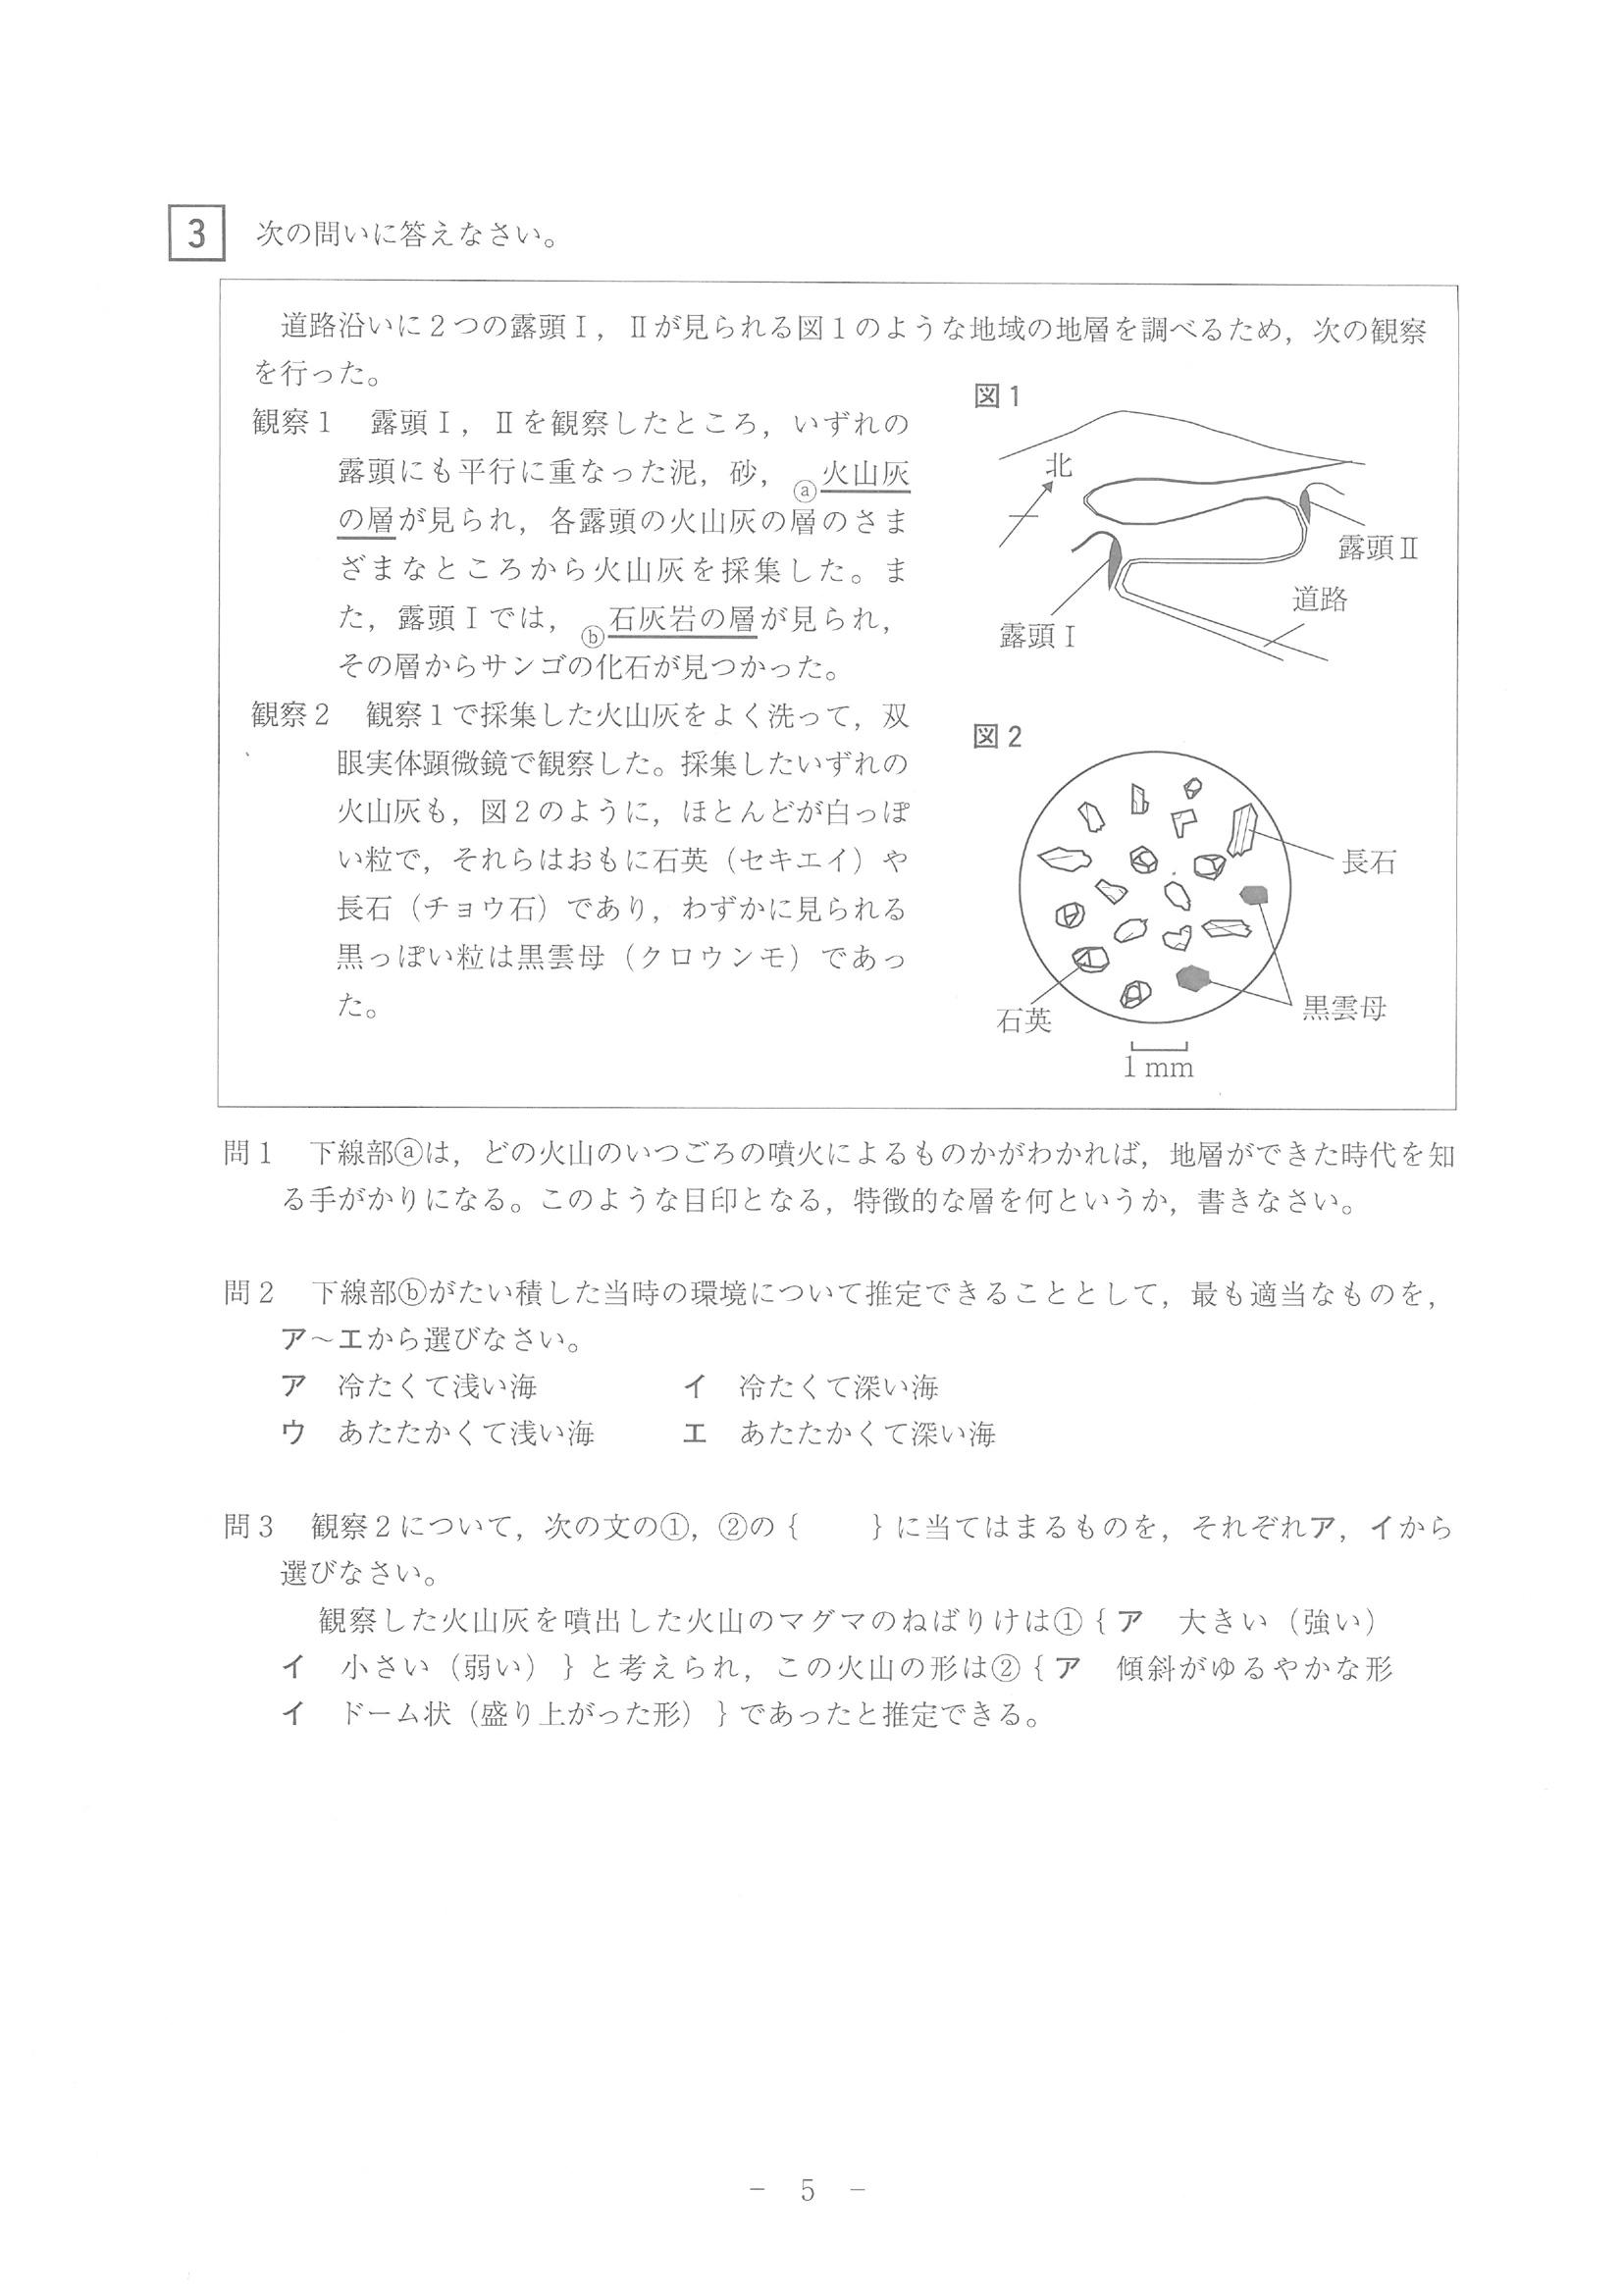 3 次の問いに答えなさい。
道路沿いに2つの露頭Ⅰ，Ⅱが見られる図1のような地域の地層を調べるため，次の観察
を行った。
観察1 露頭Ⅰ，Ⅱを観察したところ，いずれの
露頭にも平行に重なった泥，砂，ⓐ火山灰
の層が見られ，各露頭の火山灰の層のさま
ざまなところから火山灰を採集した。ま
た，露頭Ⅰでは，ⓑ石灰岩の層が見られ，
その層からサンゴの化石が見つかった。
観察2 観察1で採集した火山灰をよく洗って，双
眼実体顕微鏡で観察した。採集したいずれの
火山灰も，図2のように，ほとんどが白っぽ
い粒で，それらはおもに石英（セキエイ）や
長石（チョウ石）であり，わずかに見られる
黒っぽい粒は黒雲母（クロウンモ）であっ
た。
図1
北
露頭Ⅱ
道路
露頭Ⅰ
図2
長石
黒雲母
石英
1 mm
問1 下線部ⓐは，どの火山のいつごろの噴火によるものかがわかれば，地層ができた時代を知
る手がかりになる。このような目印となる，特徴的な層を何というか，書きなさい。
問2 下線部ⓑがたい積した当時の環境について推定できることとして，最も適当なものを，
ア～エから選びなさい。
ア 冷たくて浅い海 イ 冷たくて深い海
ウ あたたかくて浅い海 エ あたたかくて深い海
問3 観察2について，次の文の①，②の｛ ｝に当てはまるものを，それぞれア，イから
選びなさい。
観察した火山灰を噴出した火山のマグマのねばりけは①｛ア 大きい（強い）
イ 小さい（弱い）｝と考えられ，この火山の形は②｛ア 傾斜がゆるやかな形
イ ドーム状（盛り上がった形）｝であったと推定できる。
－ 5 －